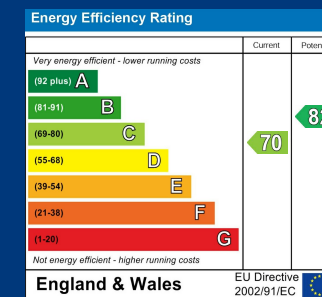 Energy Efficiency Rating
Current
Very energy efficient - lower running costs
(92 plus) A
(81-91) B
(69-80) C
(55-68) D
(39-54) E
(21-38) F
(1-20) G
70
Not energy efficient - higher running costs
England & Wales
EU Directive
2002/91/EC